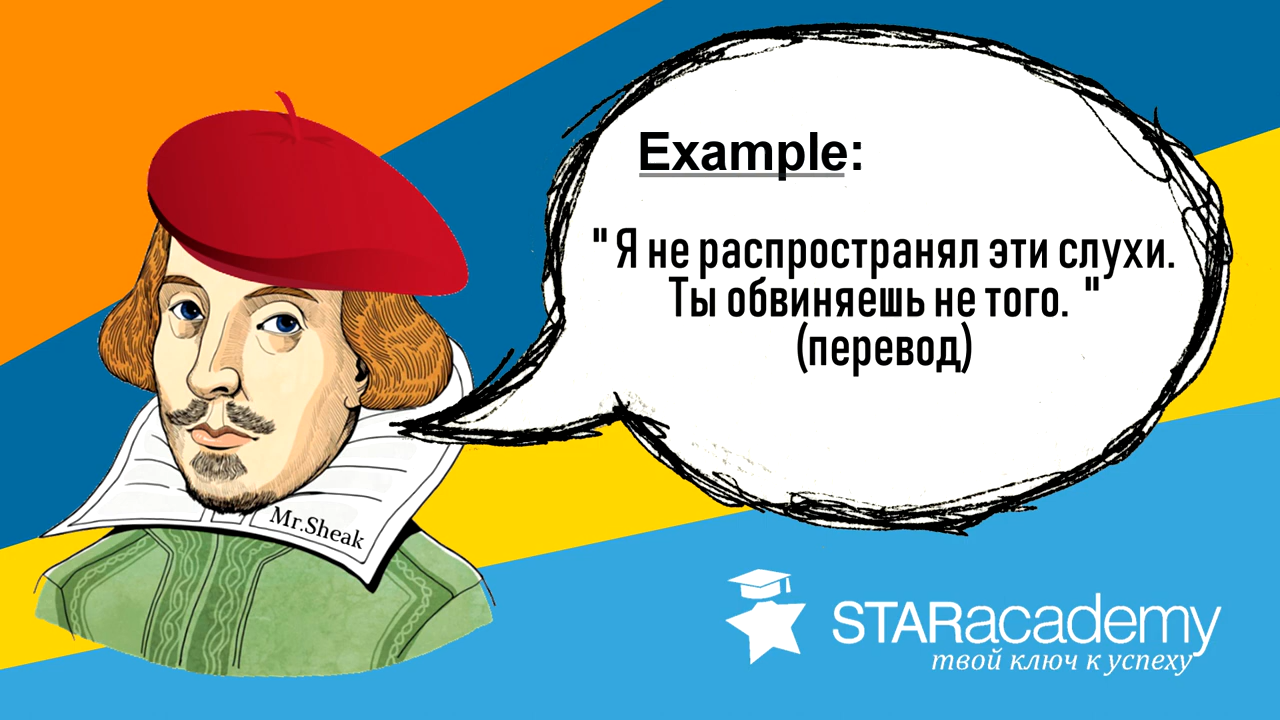 Example:
" Я не распространял эти слухи.
Ты обвиняешь не того. "
(перевод)
Mr.Sheak
STARacademy
твой ключ к успеху